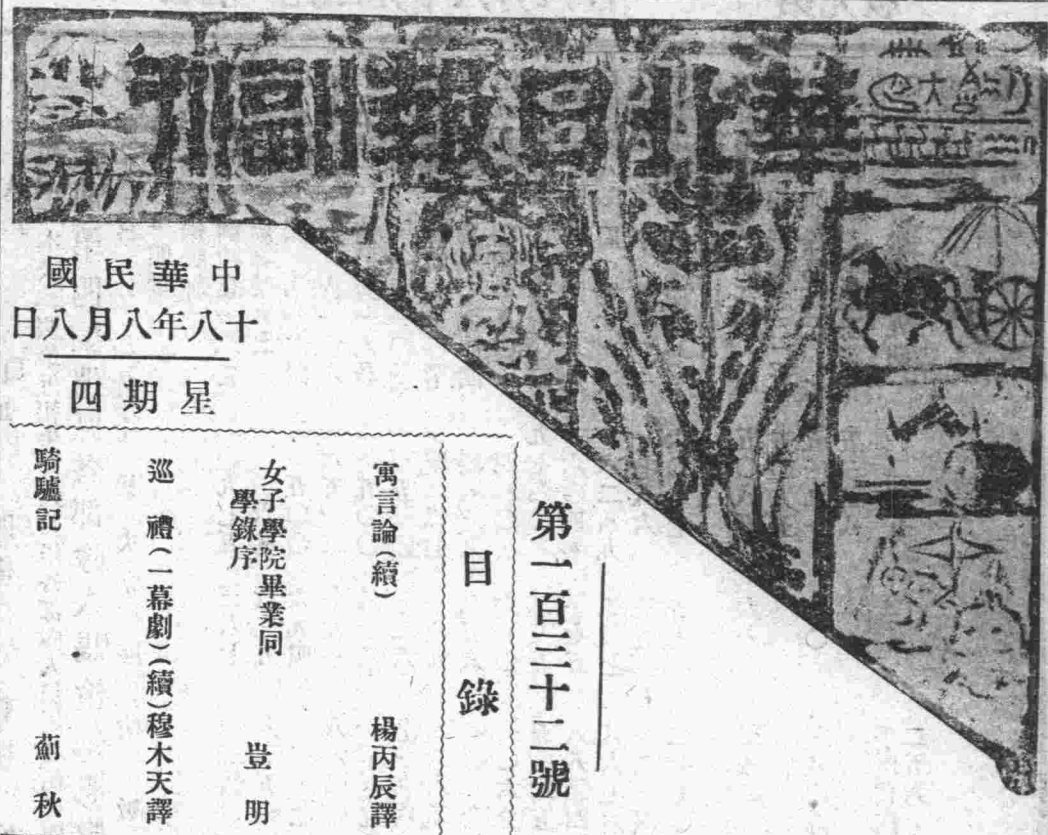 華北日報副刊
中華民國
十八年八月八日
星期四
第一百三十二號
目錄
寓言論(續) 楊丙辰譯
女子學院畢業同
學錄序 豈明
巡禮(一幕劇)(續)穆木天譯
騎驢記 薊秋